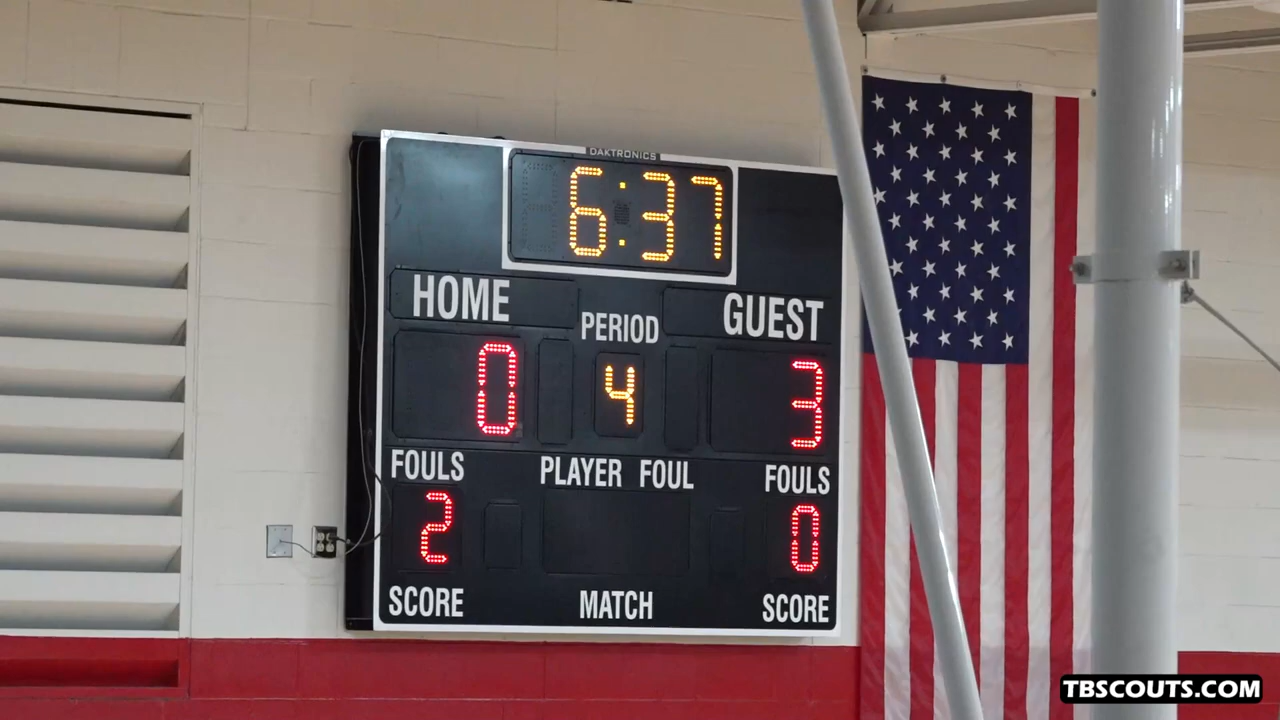 DAKTRONICS
6:37
HOME
GUEST
PERIOD
0
4
3
FOULS
PLAYER FOUL
FOULS
2
0
SCORE
MATCH
SCORE
TBSCOUTS.COM